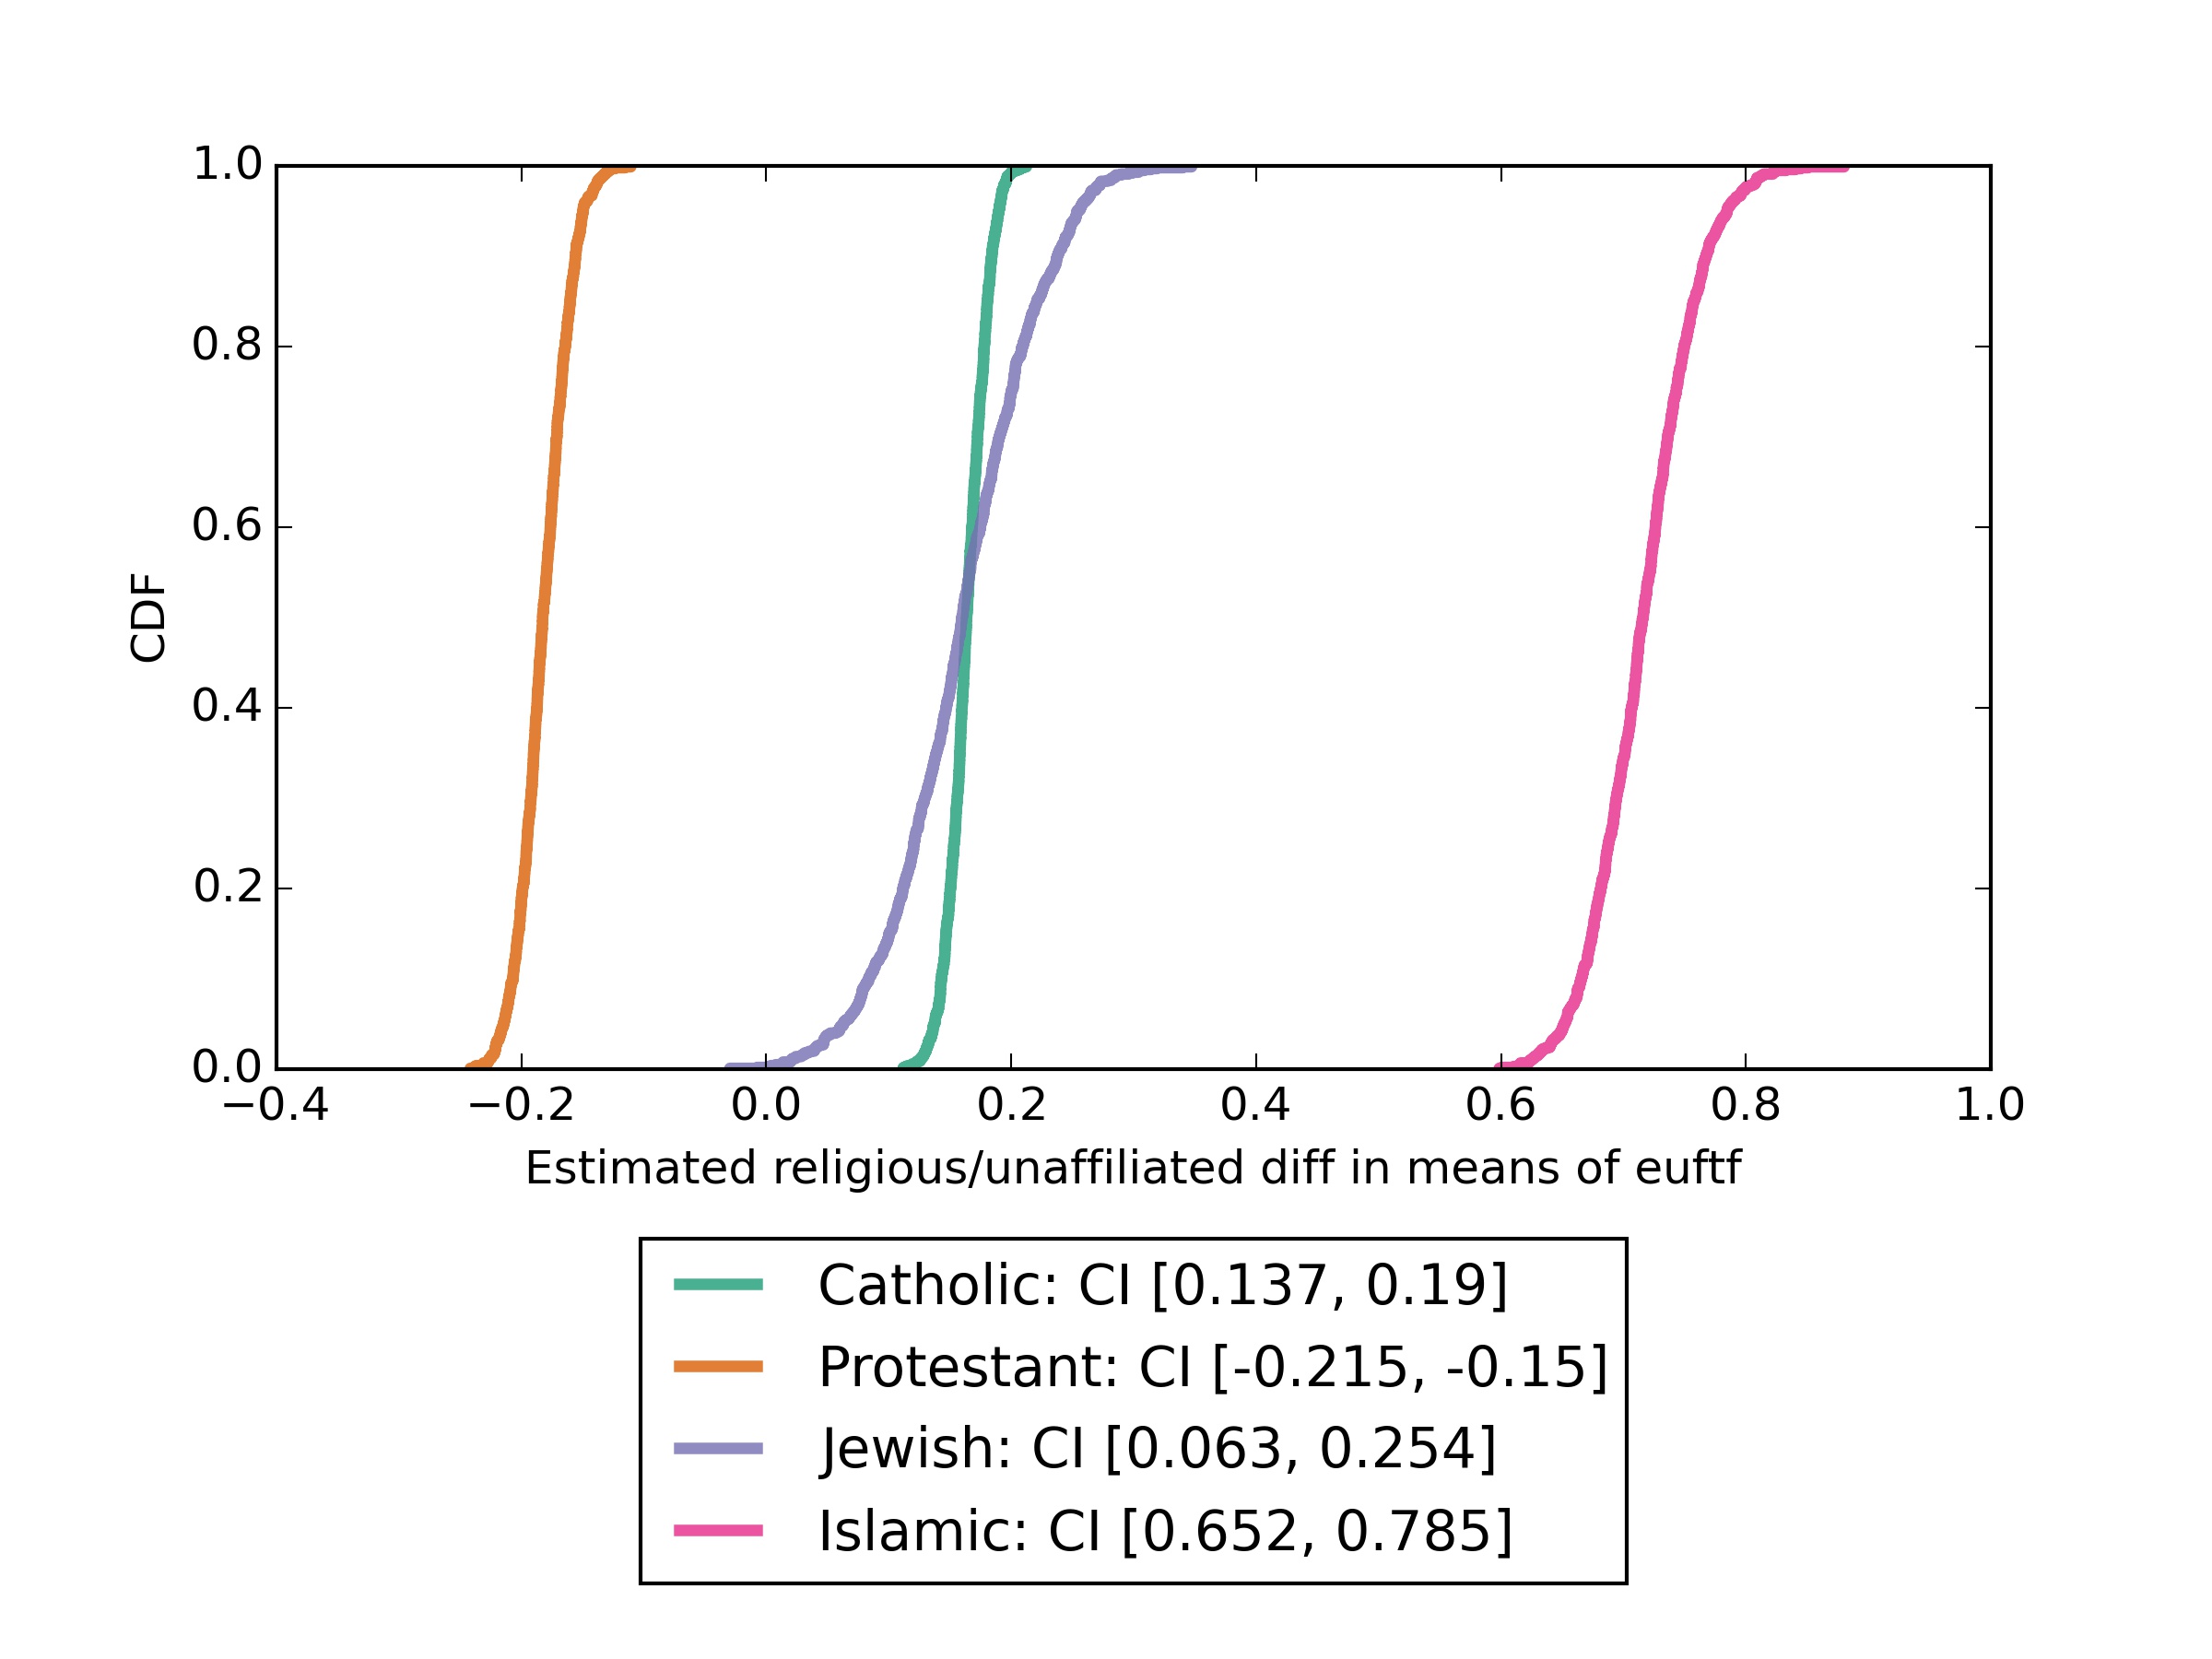 1.0
0.8
0.6
0.4
0.2
0.0
CDF
−0.4 −0.2 0.0 0.2 0.4 0.6 0.8 1.0
Estimated religious/unaffiliated diff in means of euftf
Catholic: CI [0.137, 0.19]
Protestant: CI [-0.215, -0.15]
Jewish: CI [0.063, 0.254]
Islamic: CI [0.652, 0.785]